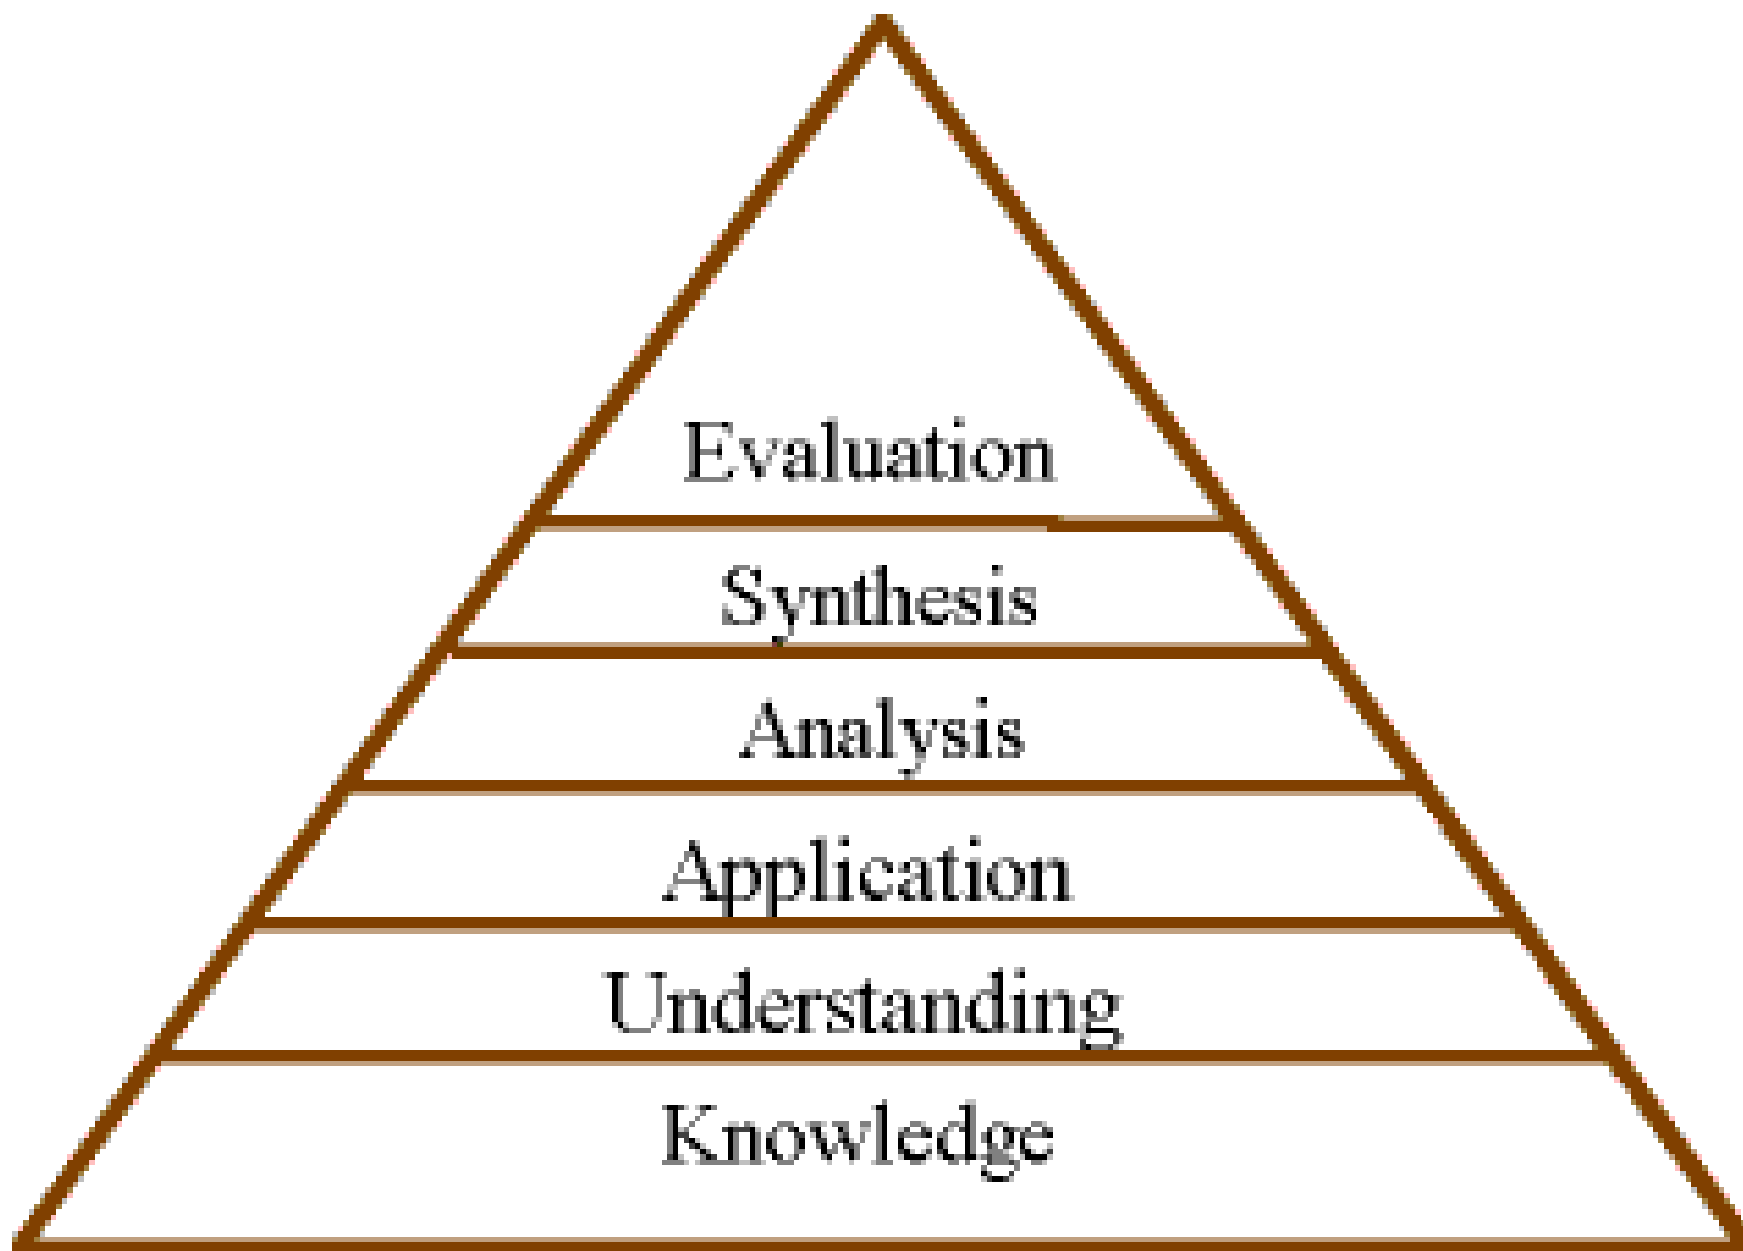 Evaluation
Synthesis
Analysis
Application
Understanding
Knowledge